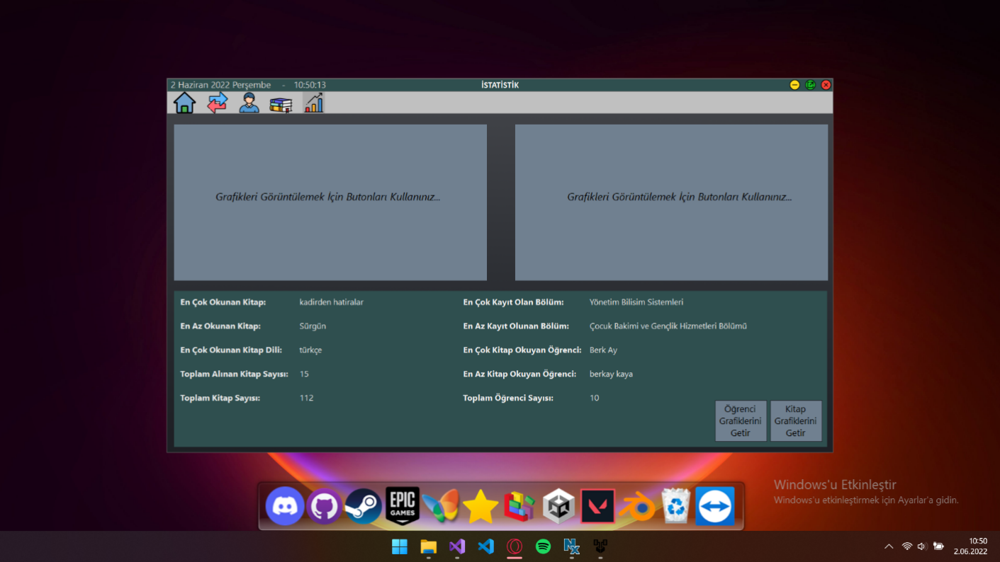 2 Haziran 2022 Perşembe - 10:50:13
İSTATİSTİK
Grafikleri Görüntülemek İçin Butonları Kullanınız...
Grafikleri Görüntülemek İçin Butonları Kullanınız...
En Çok Okunan Kitap: kadirden hatiralar
En Az Okunan Kitap: Sürgün
En Çok Okunan Kitap Dili: türkçe
Toplam Alınan Kitap Sayısı: 15
Toplam Kitap Sayısı: 112
En Çok Kayıt Olan Bölüm: Yönetim Bilisim Sistemleri
En Az Kayıt Olunan Bölüm: Çocuk Bakimi ve Gençlik Hizmetleri Bölümü
En Çok Kitap Okuyan Öğrenci: Berk Ay
En Az Kitap Okuyan Öğrenci: berkay kaya
Toplam Öğrenci Sayısı: 10
Öğrenci
Grafiklerini
Getir
Kitap
Grafiklerini
Getir
EPIC
GAMES
Windows'u Etkinleştir
Windows'u etkinleştirmek için Ayarlar'a gidin.
10:50
2.06.2022